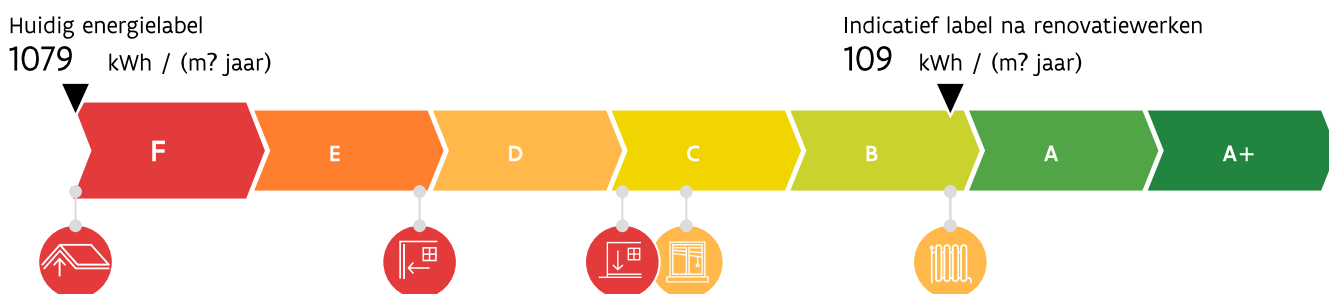 Huidig energielabel
1079 kWh / (m? jaar)
Indicatief label na renovatiewerken
109 kWh / (m? jaar)
F E D C B A A+